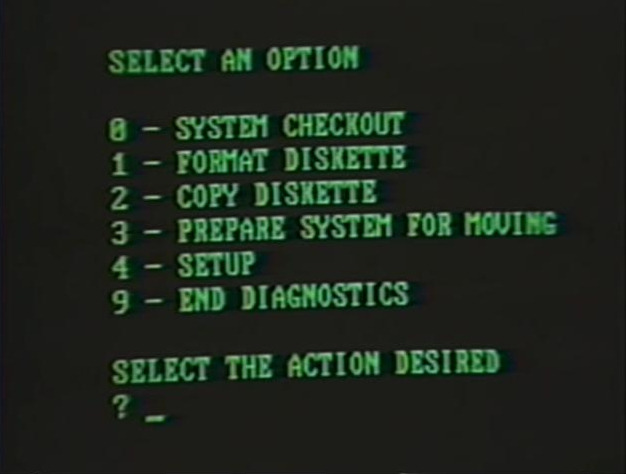 SELECT AN OPTION
0 - SYSTEM CHECKOUT
1 - FORMAT DISKETTE
2 - COPY DISKETTE
3 - PREPARE SYSTEM FOR MOVING
4 - SETUP
9 - END DIAGNOSTICS
SELECT THE ACTION DESIRED
? _